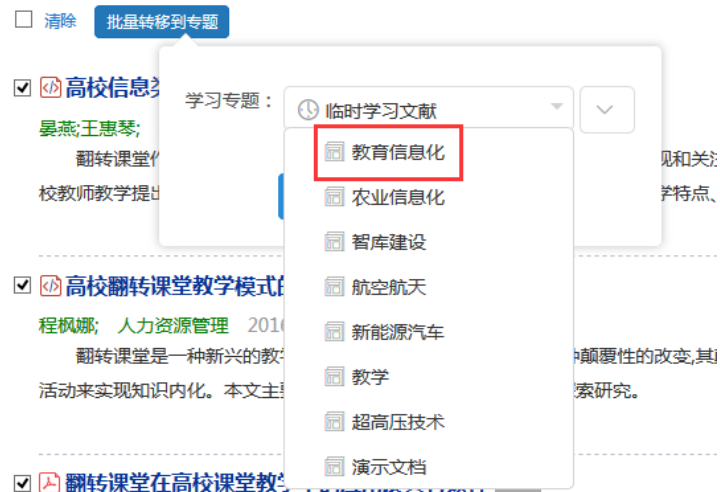 清除 批量转移到专题
高校信息
学习专题： 临时学习文献
晏燕;王惠琴;
翻转课堂 教育信息化 现和关
校教师教学提 农业信息化 学特点、
智库建设
高校翻转课堂教学模式 航空航天
程枫娜; 人力资源管理 201 新能源汽车
翻转课堂是一种新兴的教 颠覆性的改变,其
教学
活动来实现知识内化。本文主 索研究。
超高压技术
演示文档
翻转课堂在高校课堂教